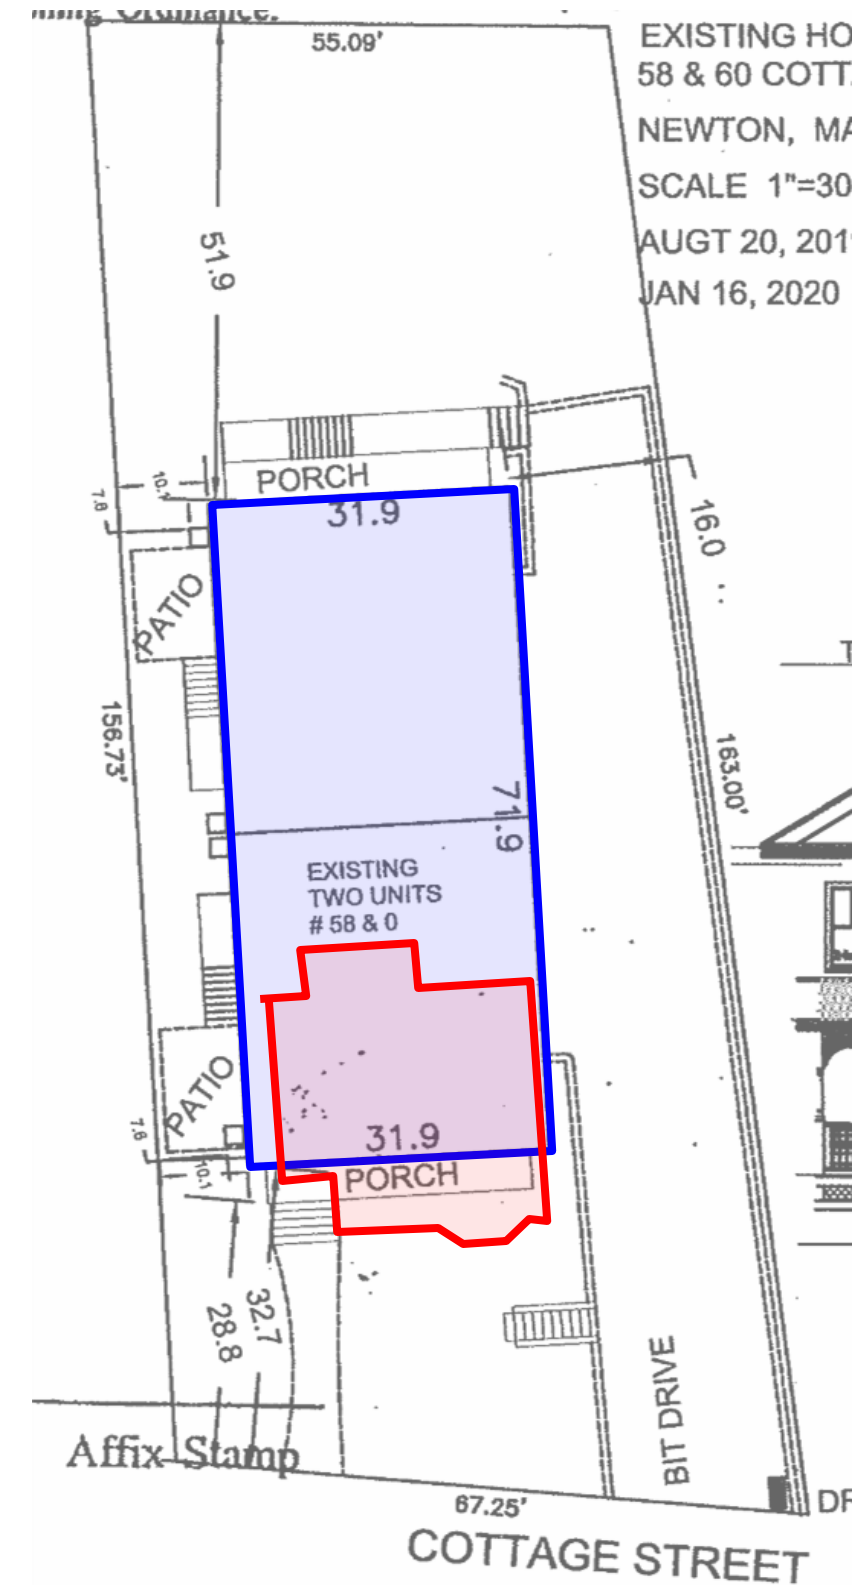 Ordinance.
55.09'
EXISTING HO
58 & 60 COTT
NEWTON, MA
SCALE 1"=30
AUGT 20, 201
JAN 16, 2020
51.9
PORCH
10.1
7.6
31.9
16.0
PATIO
156.73'
163.00'
71.9
EXISTING
TWO UNITS
# 58 & 0
PATIO
7.6
31.9
PORCH
10.1
32.7
28.8
BIT DRIVE
Affix Stamp
67.25'
DR
COTTAGE STREET